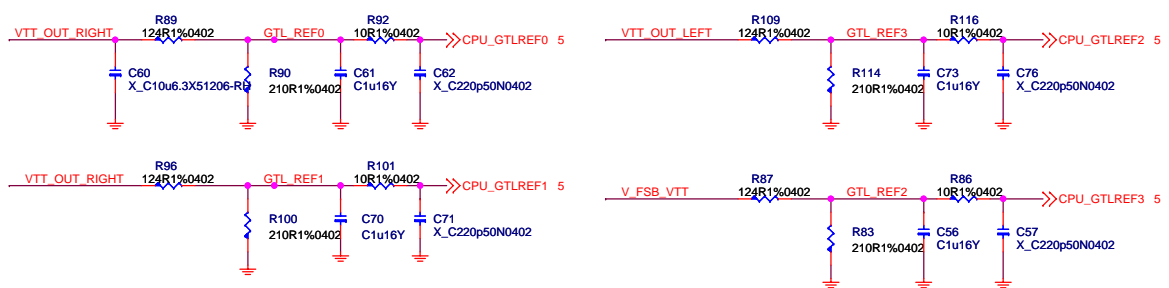 R89
R92
VTT_OUT_RIGHT
124R1%0402
GTL_REF0
10R1%0402
CPU_GTLREF0 5
C60
X_C10u6.3X51206-RH
R90
210R1%0402
C61
C1u16Y
C62
X_C220p50N0402
R109
R116
VTT_OUT_LEFT
124R1%0402
GTL_REF3
10R1%0402
CPU_GTLREF2 5
R114
210R1%0402
C73
C1u16Y
C76
X_C220p50N0402
R96
R101
VTT_OUT_RIGHT
124R1%0402
GTL_REF1
10R1%0402
CPU_GTLREF1 5
R100
210R1%0402
C70
C1u16Y
C71
X_C220p50N0402
R87
R86
V_FSB_VTT
124R1%0402
GTL_REF2
10R1%0402
CPU_GTLREF3 5
R83
210R1%0402
C56
C1u16Y
C57
X_C220p50N0402